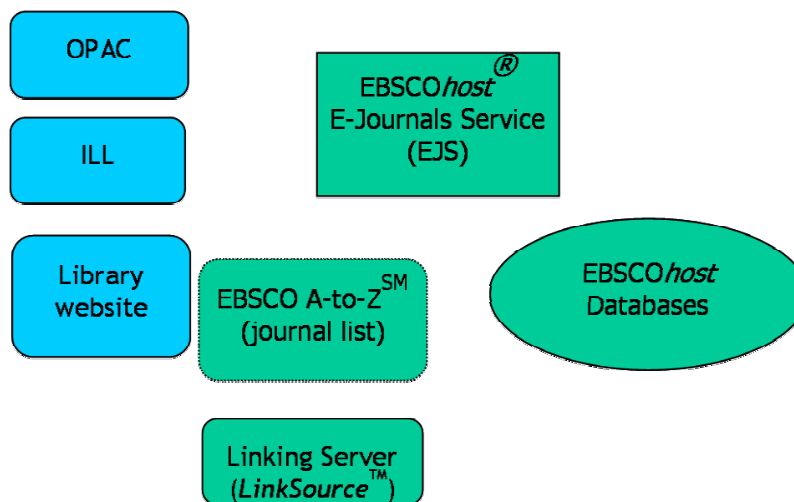 OPAC
ILL
Library
website
EBSCOhost®
E-Journals Service
(EJS)
EBSCO A-to-Z℠
(journal list)
EBSCOhost
Databases
Linking Server
(LinkSource™)